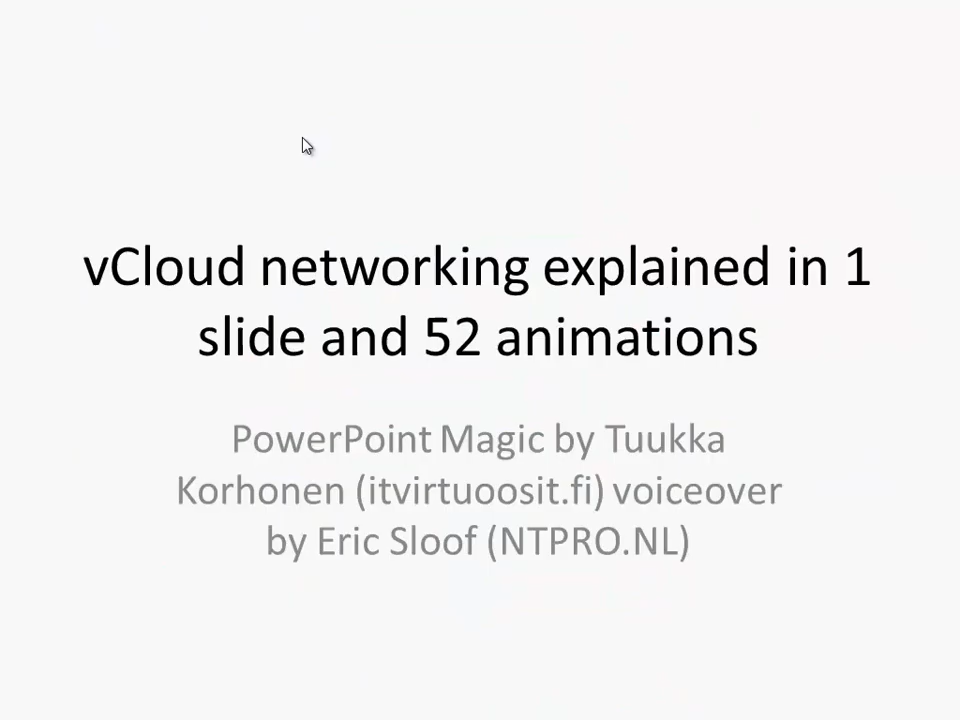 vCloud networking explained in 1
slide and 52 animations
PowerPoint Magic by Tuukka
Korhonen (itvirtuoosit.fi) voiceover
by Eric Sloof (NTPRO.NL)